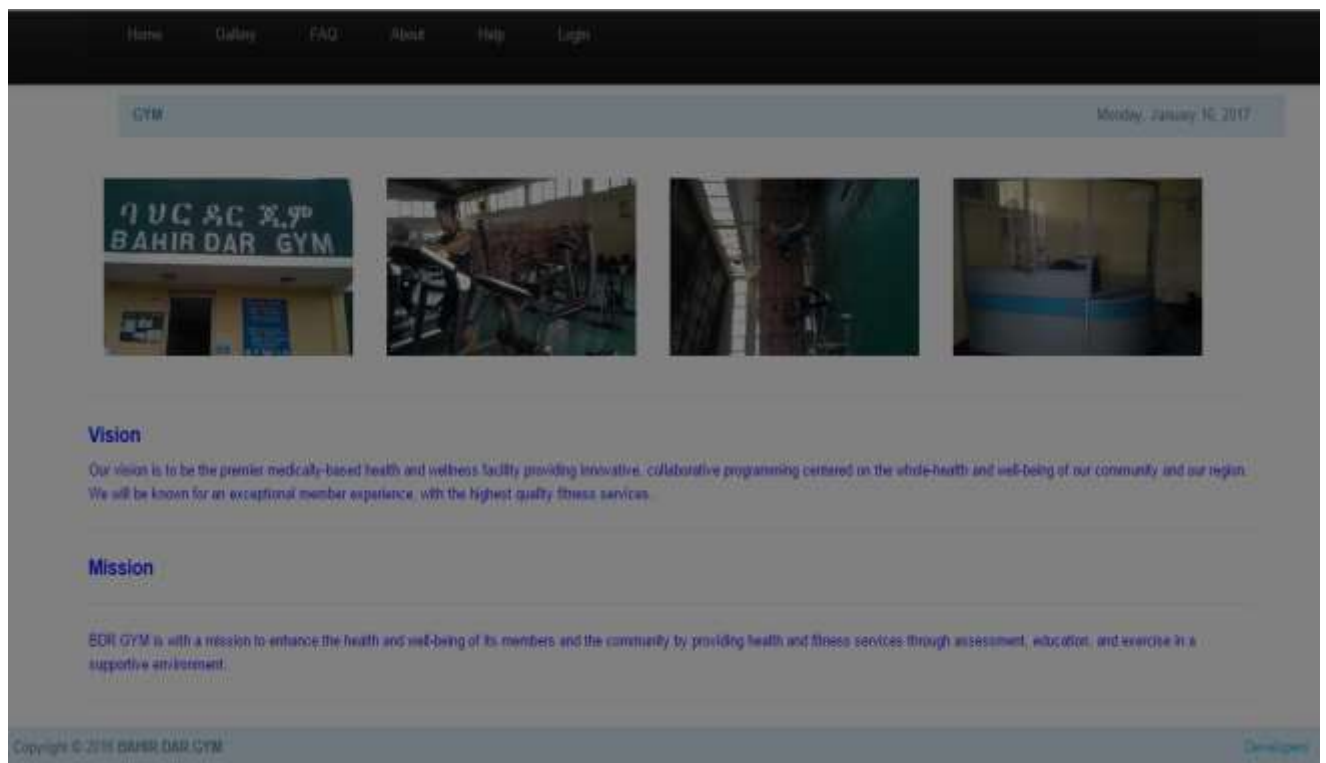 Home Gallery FAQ About Help Login
GYM Monday, January 16, 2017
ባህር ዳር ጂም
BAHIR DAR GYM
Vision
Our vision is to be the premier medically-based health and wellness facility providing innovative, collaborative programming centered on the whole-health and well-being of our community and our region.
We will be known for an exceptional member experience, with the highest quality fitness services.
Mission
BDR GYM is with a mission to enhance the health and well-being of its members and the community by providing health and fitness services through assessment, education, and exercise in a
supportive environment.
Copyright © 2016 BAHIR DAR GYM Developers